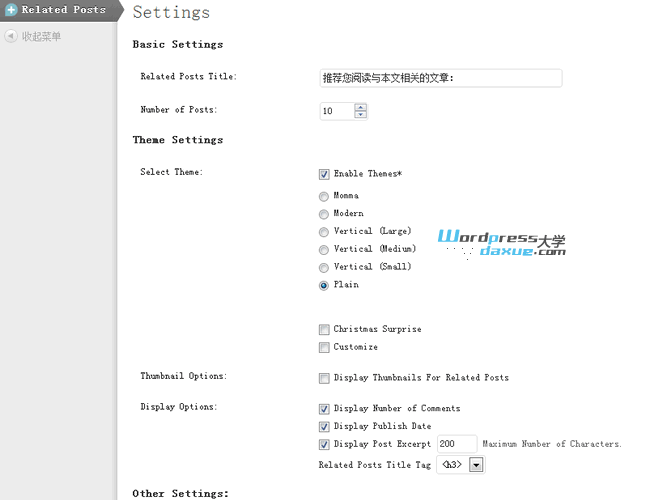 Related Posts
收起菜单
Settings
Basic Settings
Related Posts Title: 推荐您阅读与本文相关的文章:
Number of Posts: 10
Theme Settings
Select Theme: Enable Themes*
Momma
Modern
Vertical (Large)
Vertical (Medium)
Vertical (Small)
Plain
Wordpress大学
daxue.com
Christmas Surprise
Customize
Thumbnail Options: Display Thumbnails For Related Posts
Display Options: Display Number of Comments
Display Publish Date
Display Post Excerpt 200 Maximum Number of Characters.
Related Posts Title Tag <h3>
Other Settings: